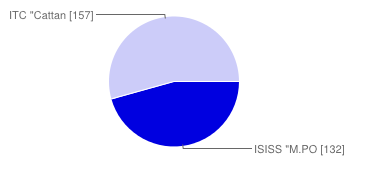 ITC "Cattan [157]
ISISS "M.PO [132]